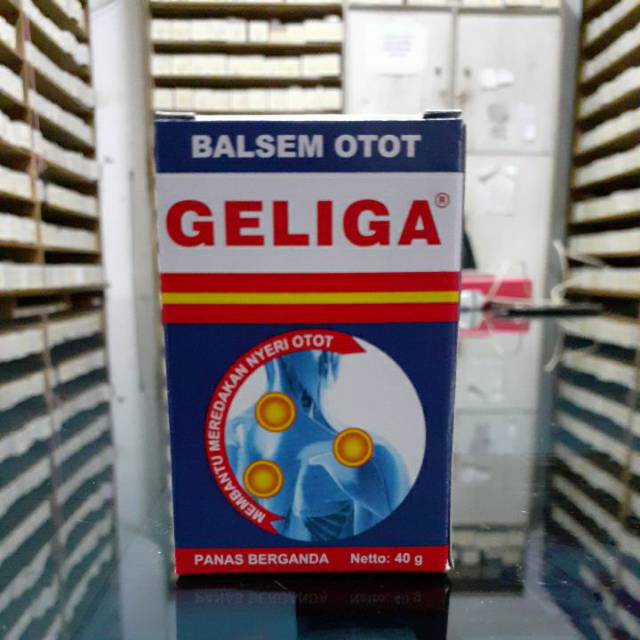 BALSEM OTOT
GELIGA®
MEMBANTU MEREDAKAN NYERI OTOT
PANAS BERGANDA Netto: 40 g